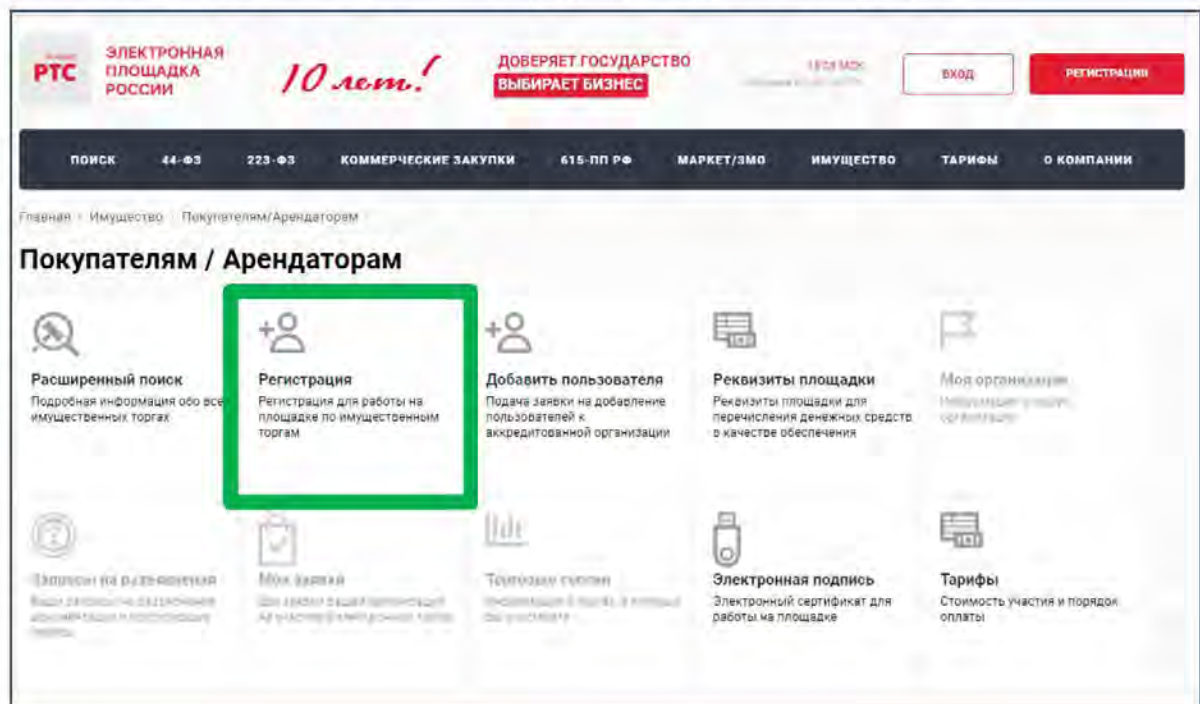 РТС
ЭЛЕКТРОННАЯ
ПЛОЩАДКА
РОССИИ
10 лет!
ДОВЕРЯЕТ ГОСУДАРСТВО
ВЫБИРАЕТ БИЗНЕС
ВХОД
РЕГИСТРАЦИЯ
ПОИСК 44-ФЗ 223-ФЗ КОММЕРЧЕСКИЕ ЗАКУПКИ 615-ПП РФ МАРКЕТ/ЗМО ИМУЩЕСТВО ТАРИФЫ О КОМПАНИИ
Главная Имущество Покупателям/Арендаторам
Покупателям / Арендаторам
Расширенный поиск
Подробная информация обо все
имущественных торгах
Регистрация
Регистрация для работы на
площадке по имущественным
торгам
Добавить пользователя
Подача заявки на добавление
пользователей к
аккредитованной организации
Реквизиты площадки
Реквизиты площадки для
перечисления денежных средств
в качестве обеспечения
Моя организация
Запросы на разъяснения
Мои заявки
Торговые сессии
Электронная подпись
Электронный сертификат для
работы на площадке
Тарифы
Стоимость участия и порядок
оплаты